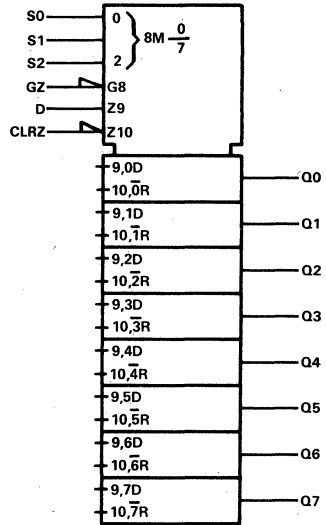 S0 0
S1 8M 0/7
S2 2
GZ G8
D Z9
CLRZ Z10
9,0D
10,0̅R Q0
9,1D
10,1̅R Q1
9,2D
10,2̅R Q2
9,3D
10,3̅R Q3
9,4D
10,4̅R Q4
9,5D
10,5̅R Q5
9,6D
10,6̅R Q6
9,7D
10,7̅R Q7